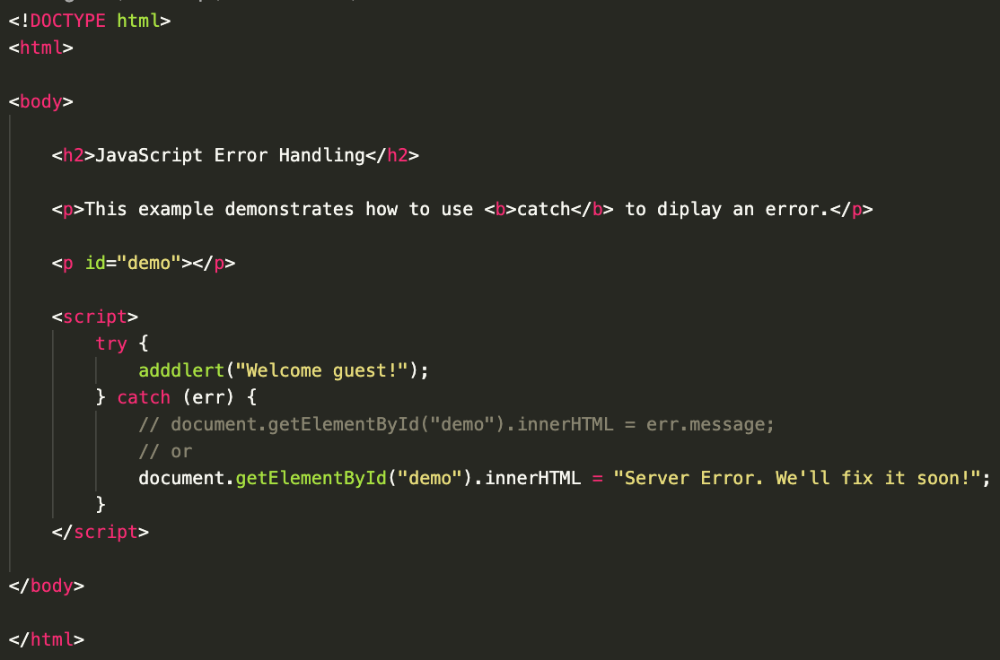 <!DOCTYPE html>
<html>
<body>
<h2>JavaScript Error Handling</h2>
<p>This example demonstrates how to use <b>catch</b> to diplay an error.</p>
<p id="demo"></p>
<script>
try {
adddlert("Welcome guest!");
} catch (err) {
// document.getElementById("demo").innerHTML = err.message;
// or
document.getElementById("demo").innerHTML = "Server Error. We'll fix it soon!";
}
</script>
</body>
</html>